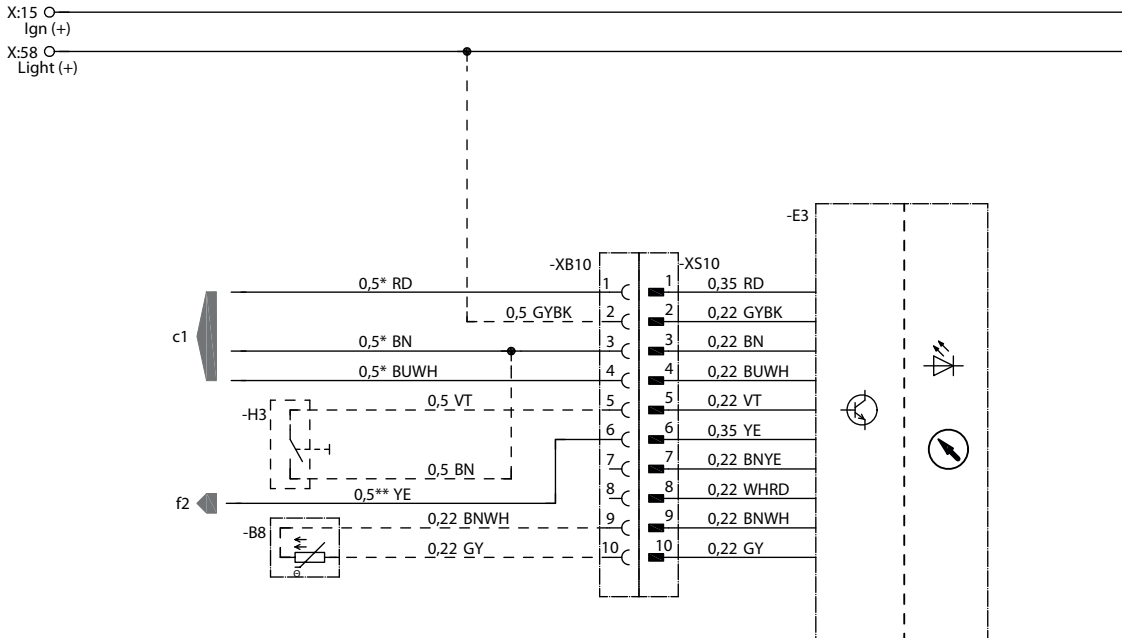 X:15
Ign (+)
X:58
Light (+)
-E3
-XB10
-XS10
0,5* RD
1
1
0,35 RD
0,5 GYBK
2
2
0,22 GYBK
c1
0,5* BN
3
3
0,22 BN
0,5* BUWH
4
4
0,22 BUWH
-H3
0,5 VT
5
5
0,22 VT
6
6
0,35 YE
0,5 BN
7
7
0,22 BNYE
f2
0,5** YE
8
8
0,22 WHRD
-B8
0,22 BNWH
9
9
0,22 BNWH
0,22 GY
10
10
0,22 GY
Θ